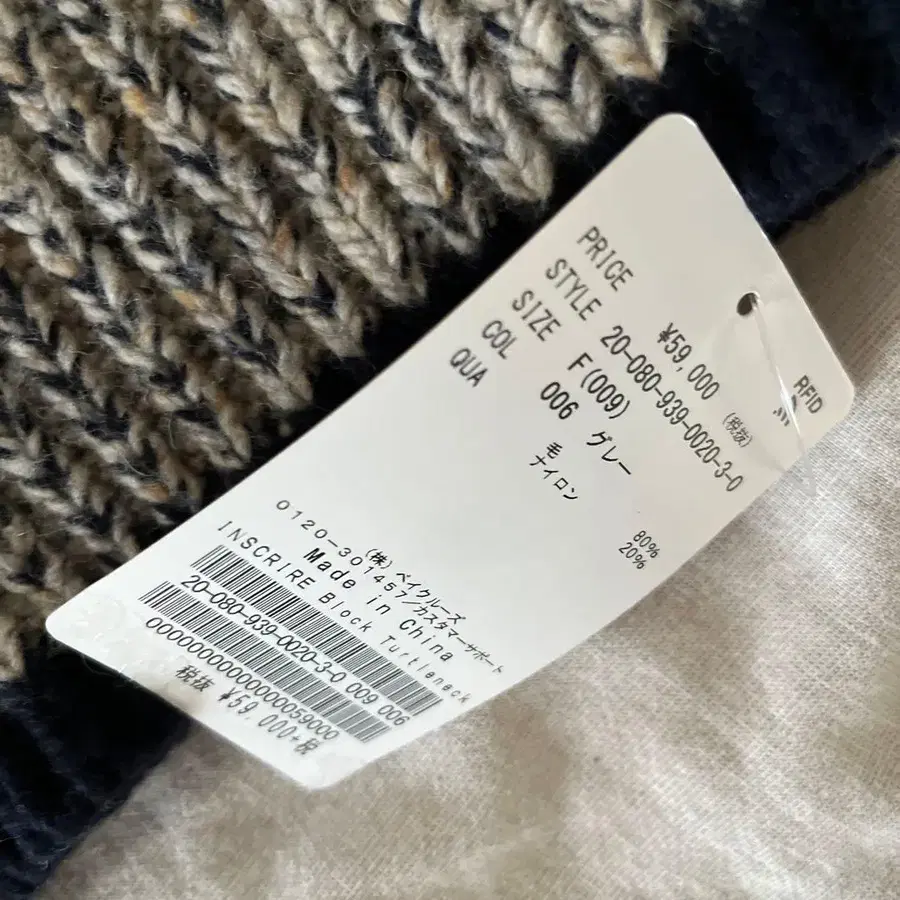 RFID
PRICE ¥59,000 (税抜)
STYLE 20-080-939-0020-3-0
SIZE F(009)
COL 006 グレー
QUA 毛 80%
ナイロン 20%
(株)ベイクルーズ
0120-301457/カスタマーサポート
Made in China
INSCRIRE Block Turtleneck
20-080-939-0020-3-0 009 006
0000000000000059000
税抜 ¥59,000+税